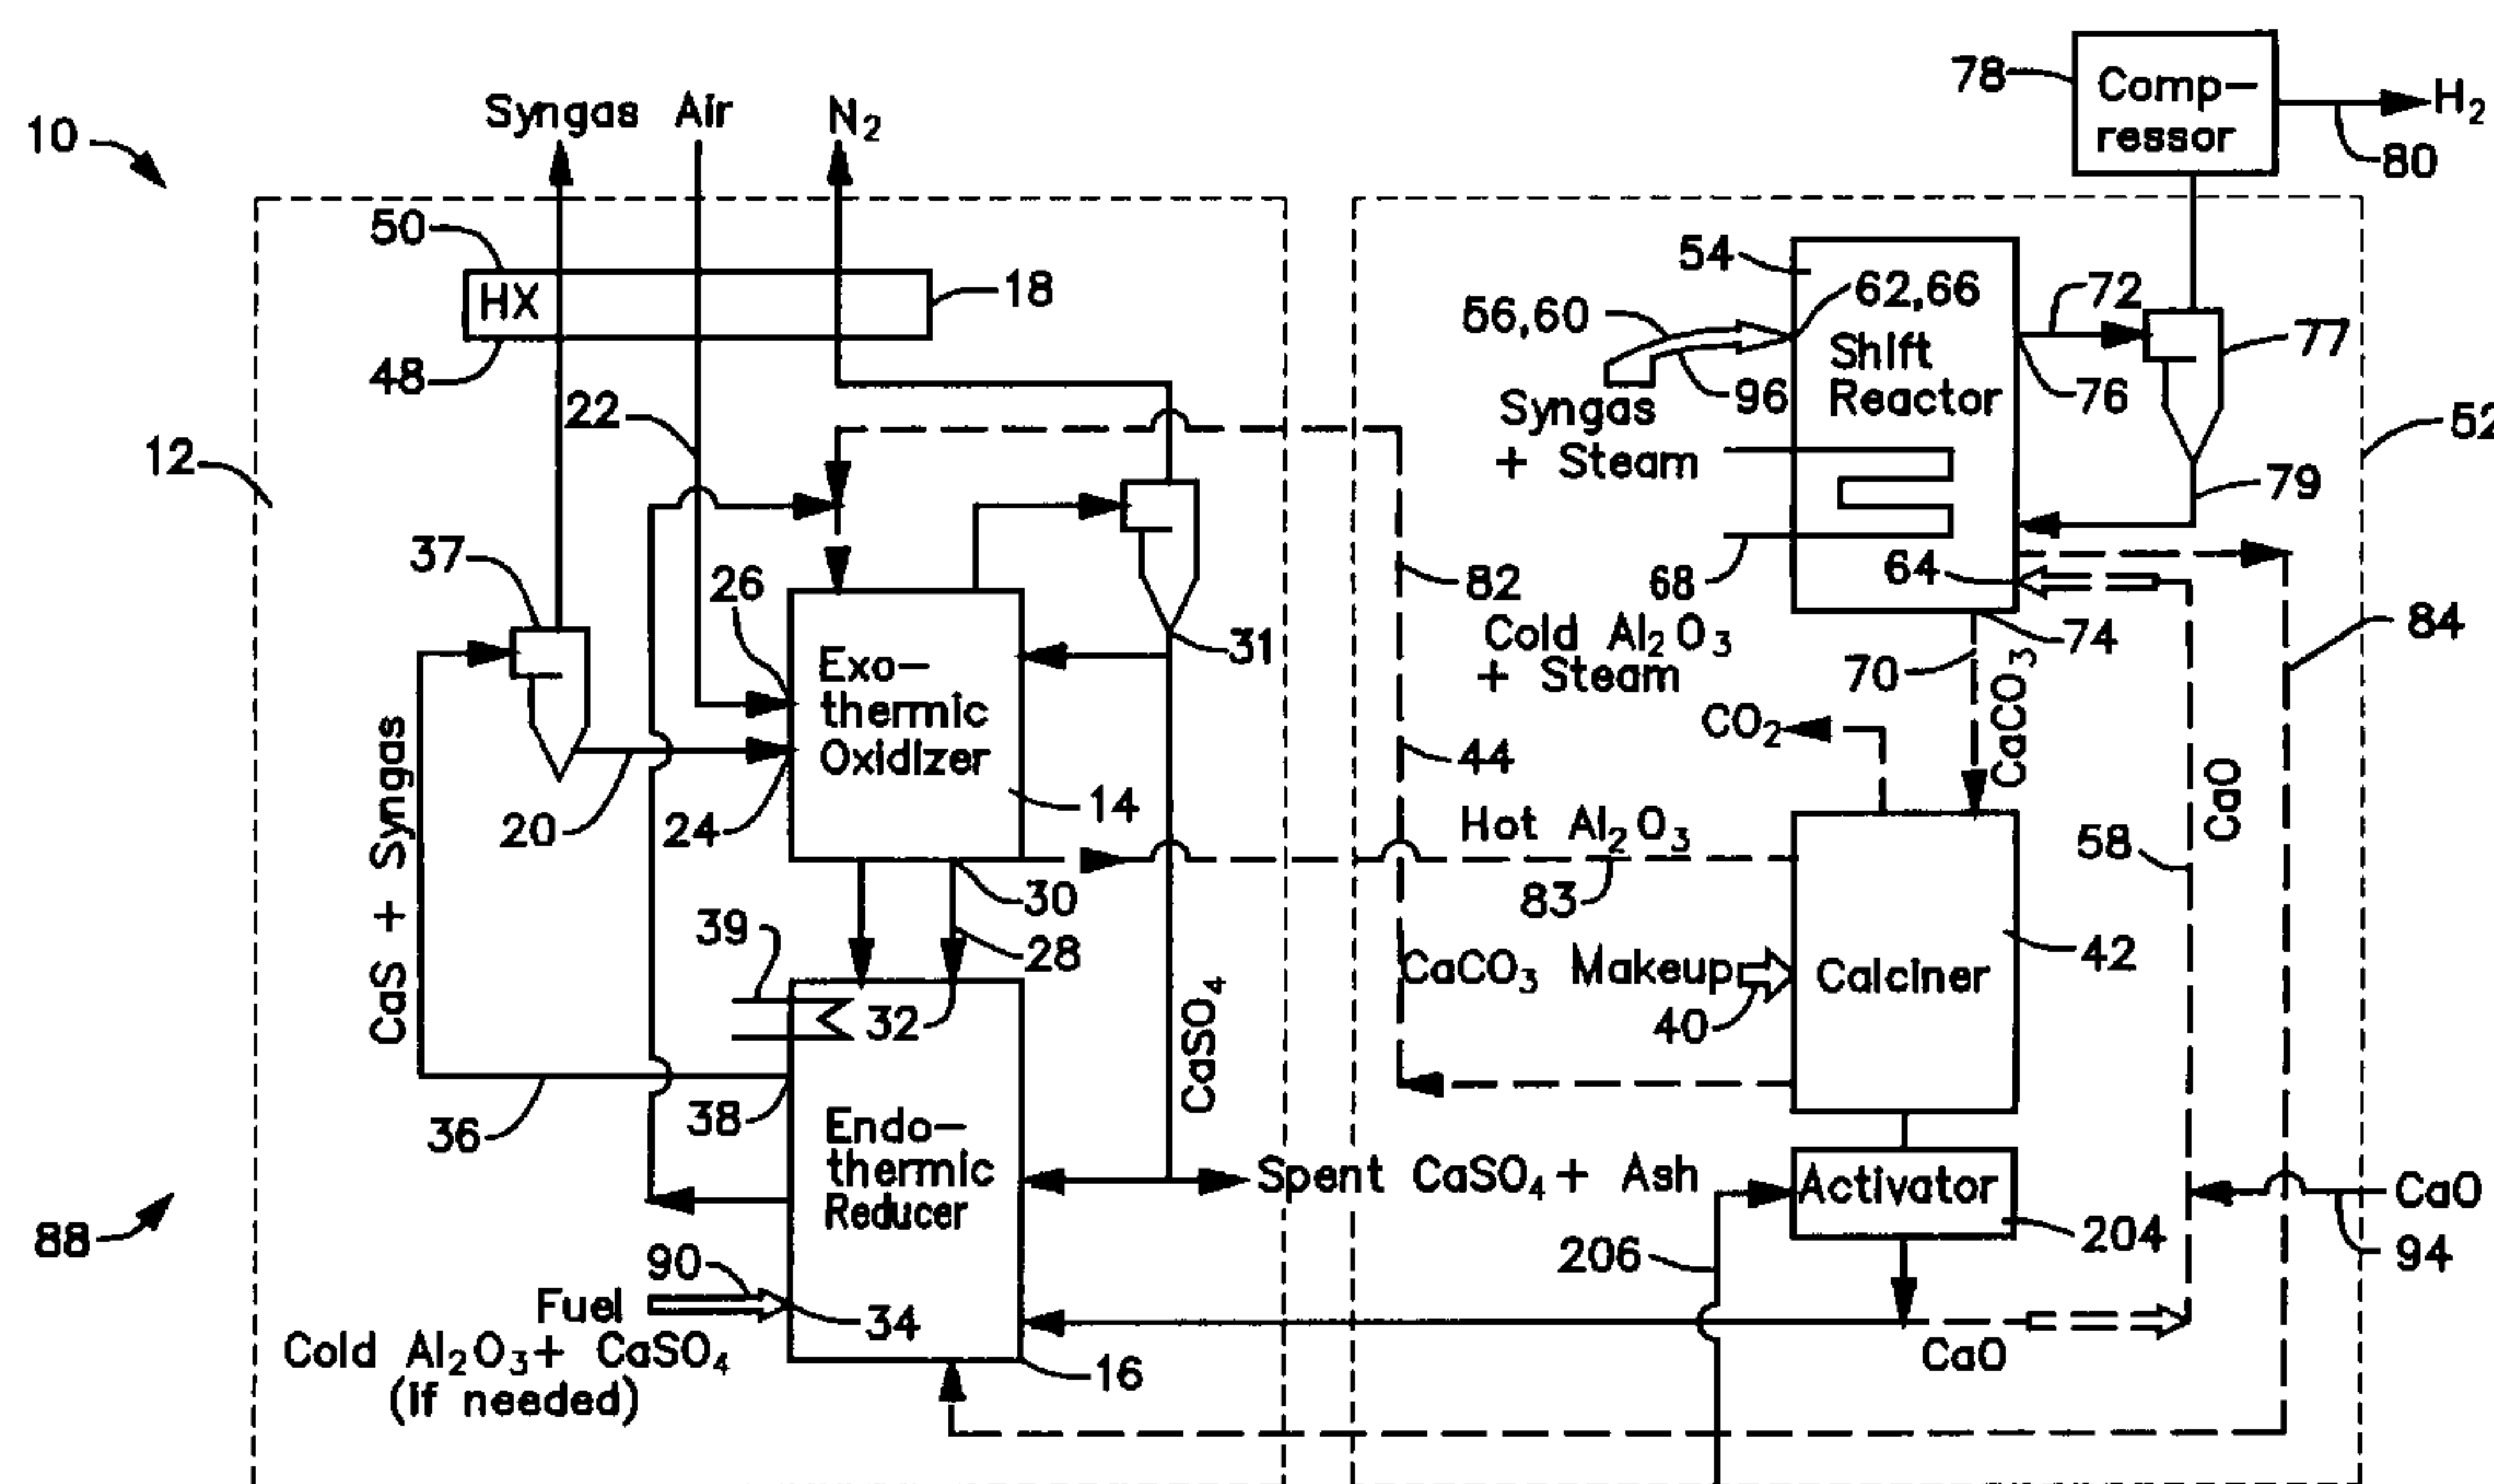 78
Comp-
ressor
H2
80
10
Syngas
Air
N2
50
HX
18
48
54
62,66
56,60
72
77
Shift
Reactor
76
96
Syngas
+ Steam
22
12
52
79
37
26
68
64
82
31
74
84
Cold Al2O3
+ Steam
70
CaCO3
Exo-
thermic
Oxidizer
CO2
44
CaS + Syngas
20
24
14
Hot Al2O3
CaO
58
30
83
39
28
42
CaCO3 Makeup
Calciner
32
40
CaSO4
36
38
Endo-
thermic
Reducer
Spent CaSO4 + Ash
Activator
CaO
204
94
88
206
90
Fuel
34
Cold Al2O3 + CaSO4
(if needed)
16
CaO